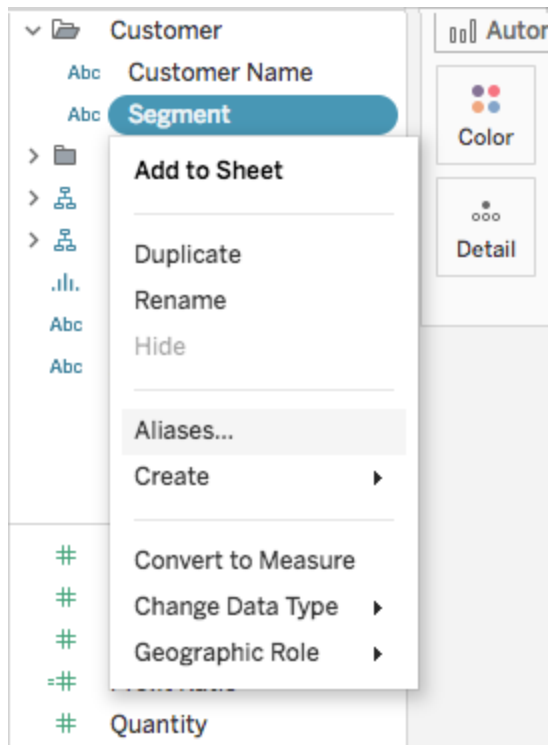 Customer
Abc Customer Name
Abc Segment
Add to Sheet
Duplicate
Rename
Hide
Abc
Abc
Aliases...
Create
Convert to Measure
Change Data Type
Geographic Role
Quantity
Color
Detail